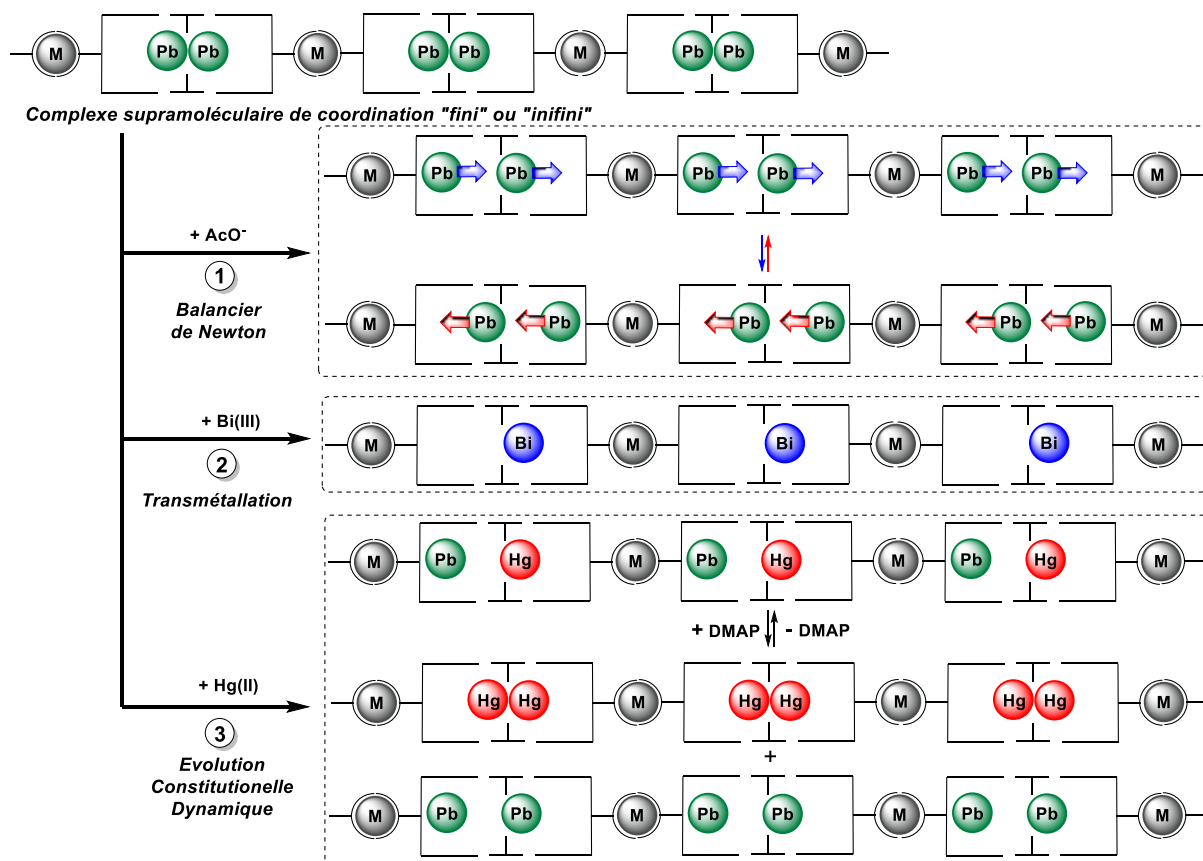 M Pb Pb M Pb Pb M Pb Pb M
Complexe supramoléculaire de coordination "fini" ou "inifini"
M Pb Pb M Pb Pb M Pb Pb M
+ AcO⁻
1
Balancier
de Newton
M Pb Pb M Pb Pb M Pb Pb M
+ Bi(III)
2
Transmétallation
M Bi M Bi M Bi M
M Pb Hg M Pb Hg M Pb Hg M
+ DMAP - DMAP
+ Hg(II)
3
Evolution
Constitutionelle
Dynamique
M Hg Hg M Hg Hg M Hg Hg M
+
M Pb Pb M Pb Pb M Pb Pb M